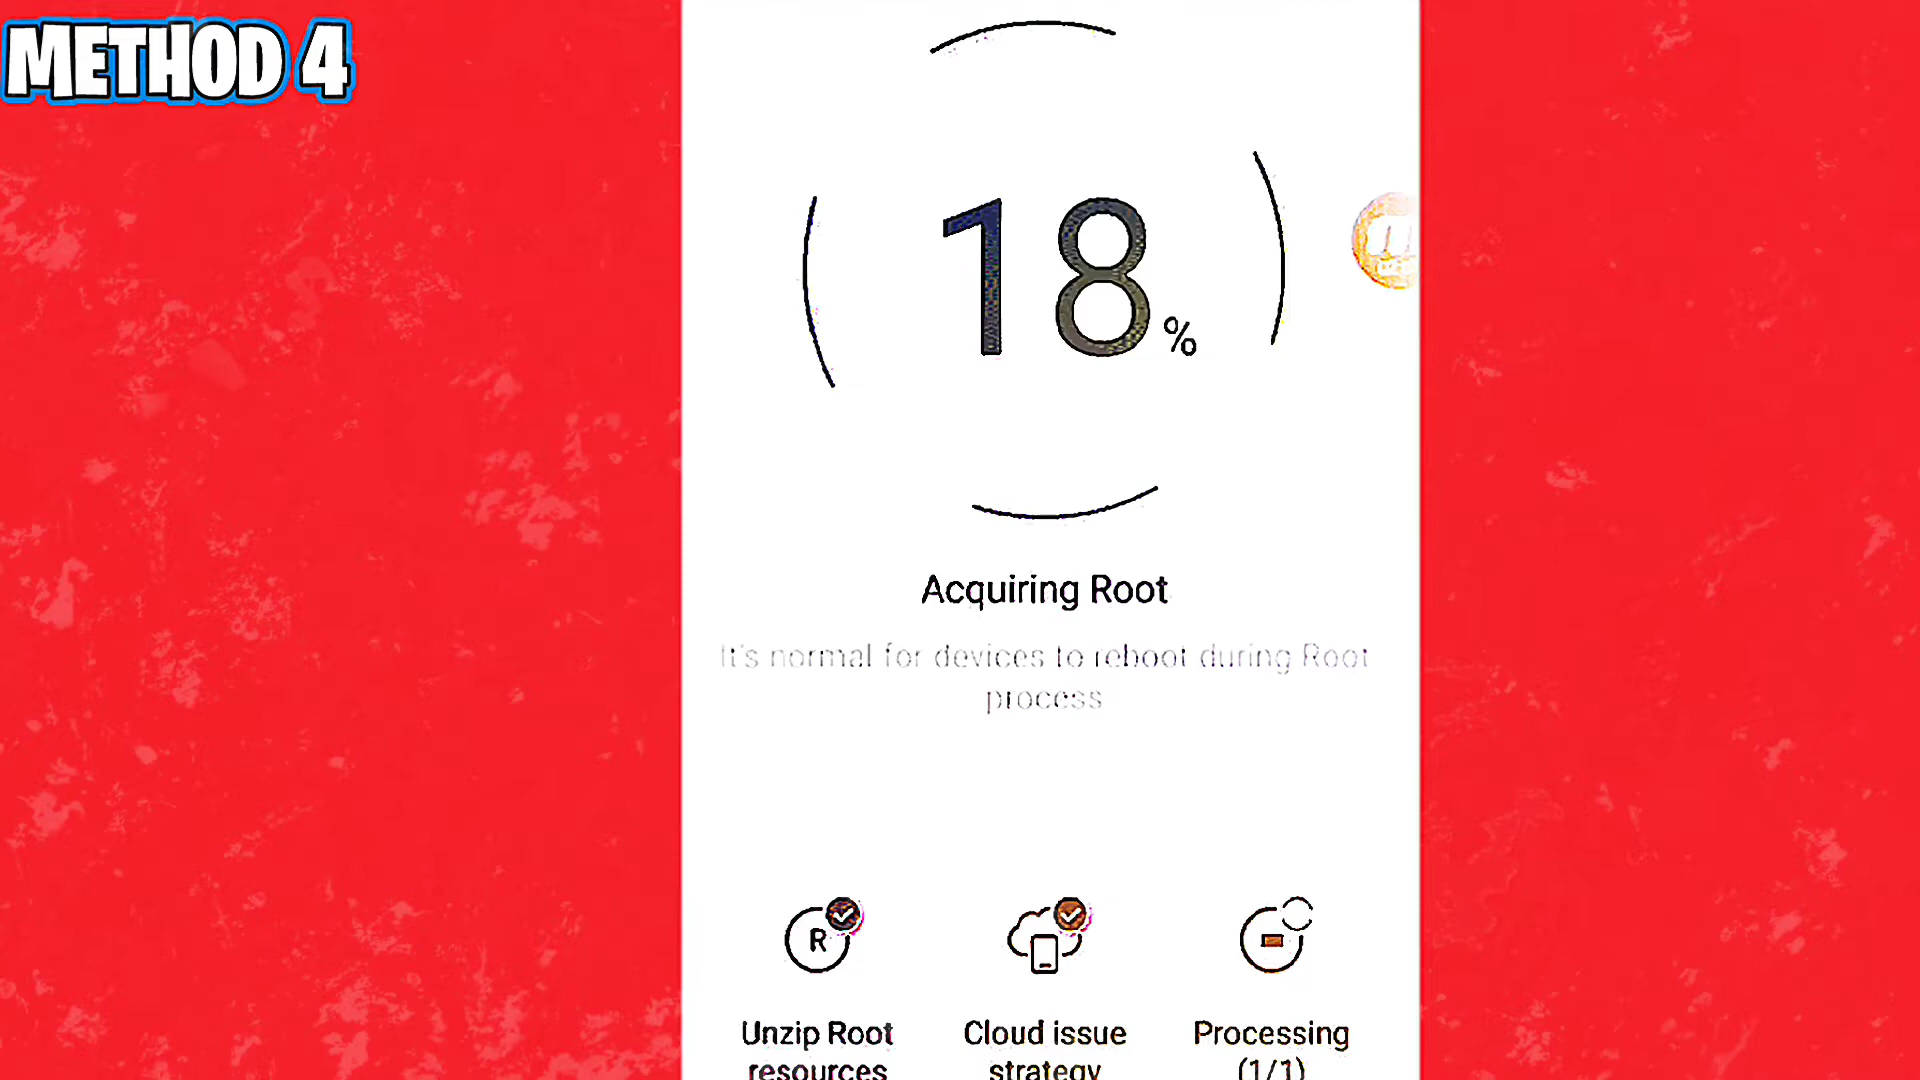 METHOD 4
18%
Acquiring Root
It's normal for devices to reboot during Root
process
R
Unzip Root
resources
Cloud issue
strategy
Processing
(1/1)